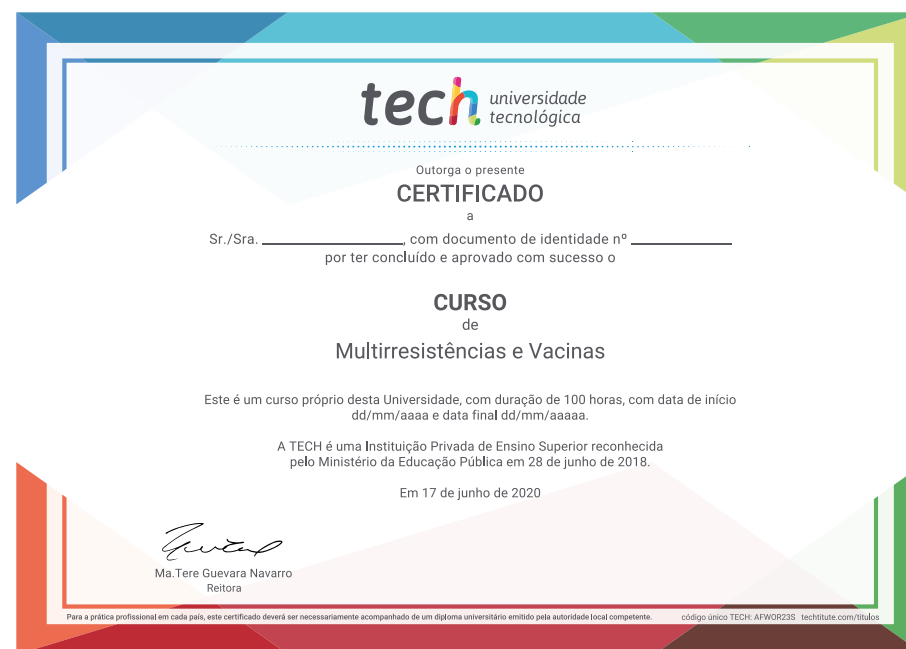 tech universidade
tecnológica
Outorga o presente
CERTIFICADO
a
Sr./Sra. ____________________, com documento de identidade nº ______________
por ter concluído e aprovado com sucesso o
CURSO
de
Multirresistências e Vacinas
Este é um curso próprio desta Universidade, com duração de 100 horas, com data de início
dd/mm/aaaa e data final dd/mm/aaaaa.
A TECH é uma Instituição Privada de Ensino Superior reconhecida
pelo Ministério da Educação Pública em 28 de junho de 2018.
Em 17 de junho de 2020
Ma.Tere Guevara Navarro
Reitora
Para a prática profissional em cada país, este certificado deverá ser necessariamente acompanhado de um diploma universitário emitido pela autoridade local competente. código único TECH: AFWOR23S techtitute.com/titulos